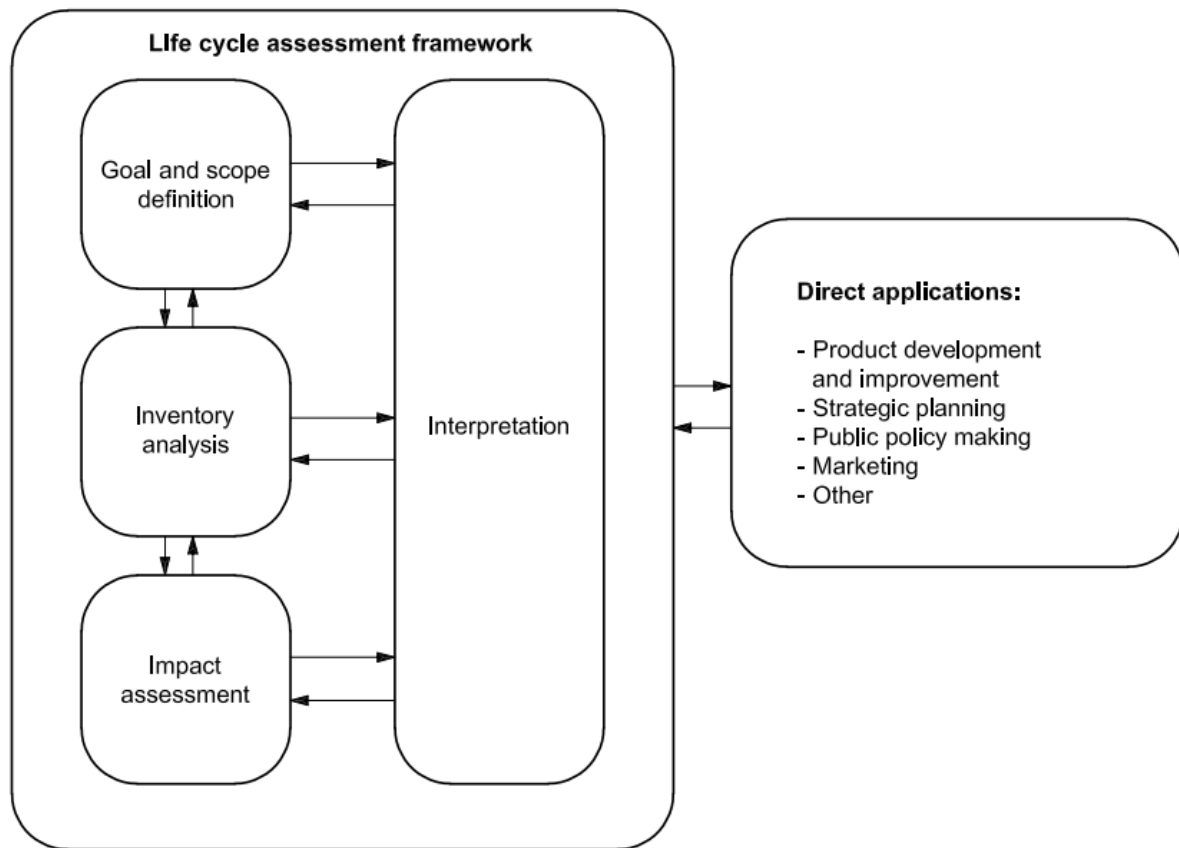 LIfe cycle assessment framework
Goal and scope
definition
Inventory
analysis
Impact
assessment
Interpretation
Direct applications:
- Product development
and improvement
- Strategic planning
- Public policy making
- Marketing
- Other